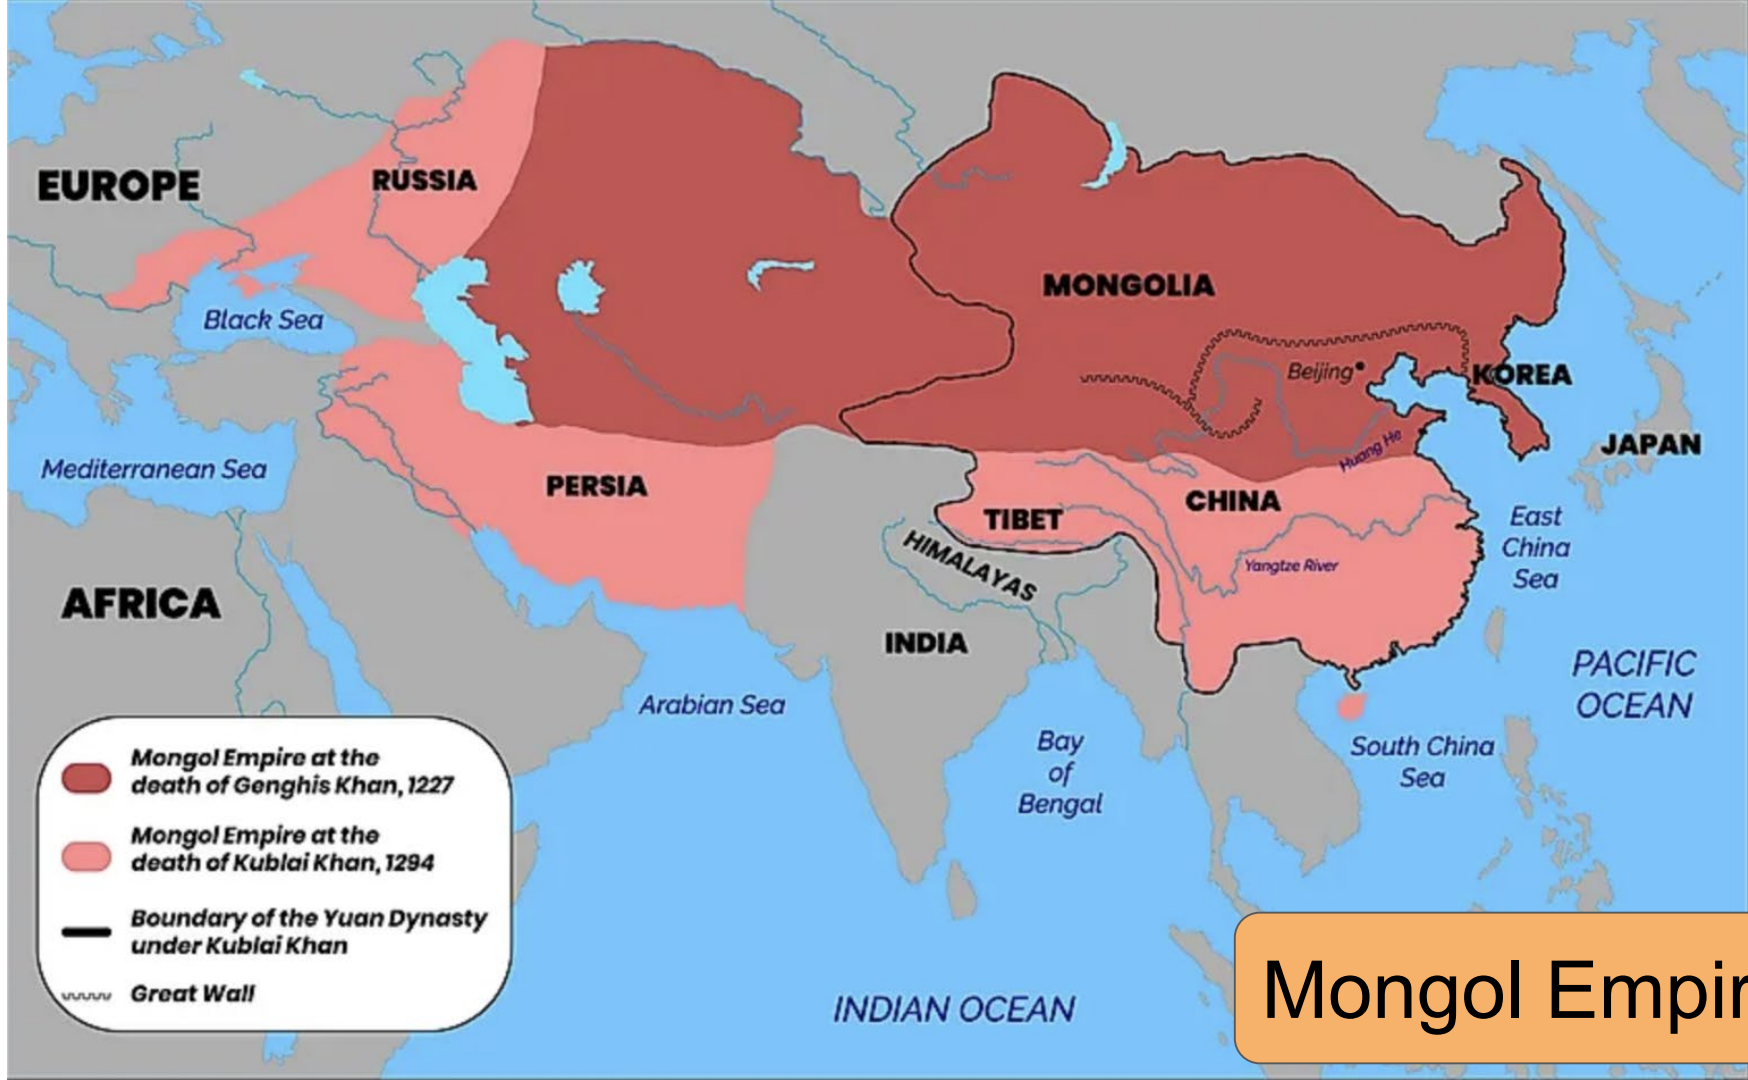 EUROPE
RUSSIA
Black Sea
MONGOLIA
Beijing
KOREA
JAPAN
Huang He
Mediterranean Sea
PERSIA
TIBET
CHINA
HIMALAYAS
Yangtze River
East
China
Sea
AFRICA
INDIA
PACIFIC
OCEAN
Arabian Sea
Bay
of
Bengal
South China
Sea
Mongol Empire at the
death of Genghis Khan, 1227
Mongol Empire at the
death of Kublai Khan, 1294
Boundary of the Yuan Dynasty
under Kublai Khan
Great Wall
INDIAN OCEAN
Mongol Empir